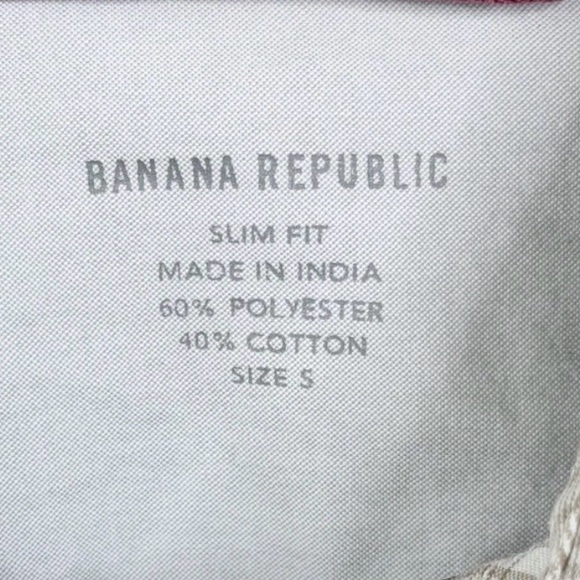 BANANA REPUBLIC
SLIM FIT
MADE IN INDIA
60% POLYESTER
40% COTTON
SIZE S